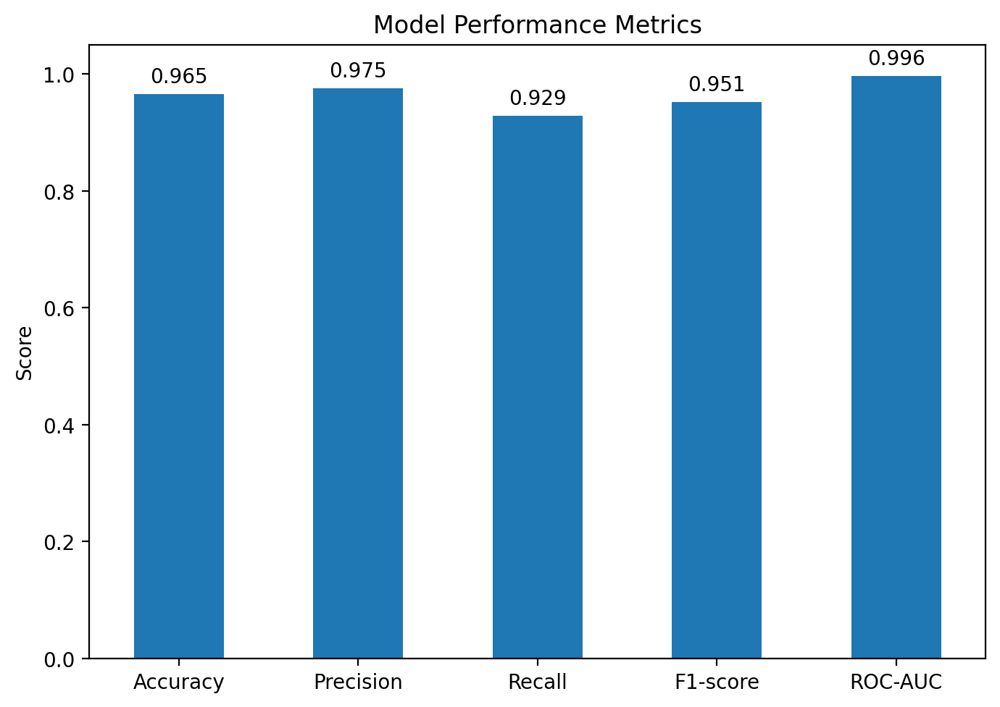 Model Performance Metrics
Score
1.0
0.8
0.6
0.4
0.2
0.0
0.965
0.975
0.929
0.951
0.996
Accuracy
Precision
Recall
F1-score
ROC-AUC